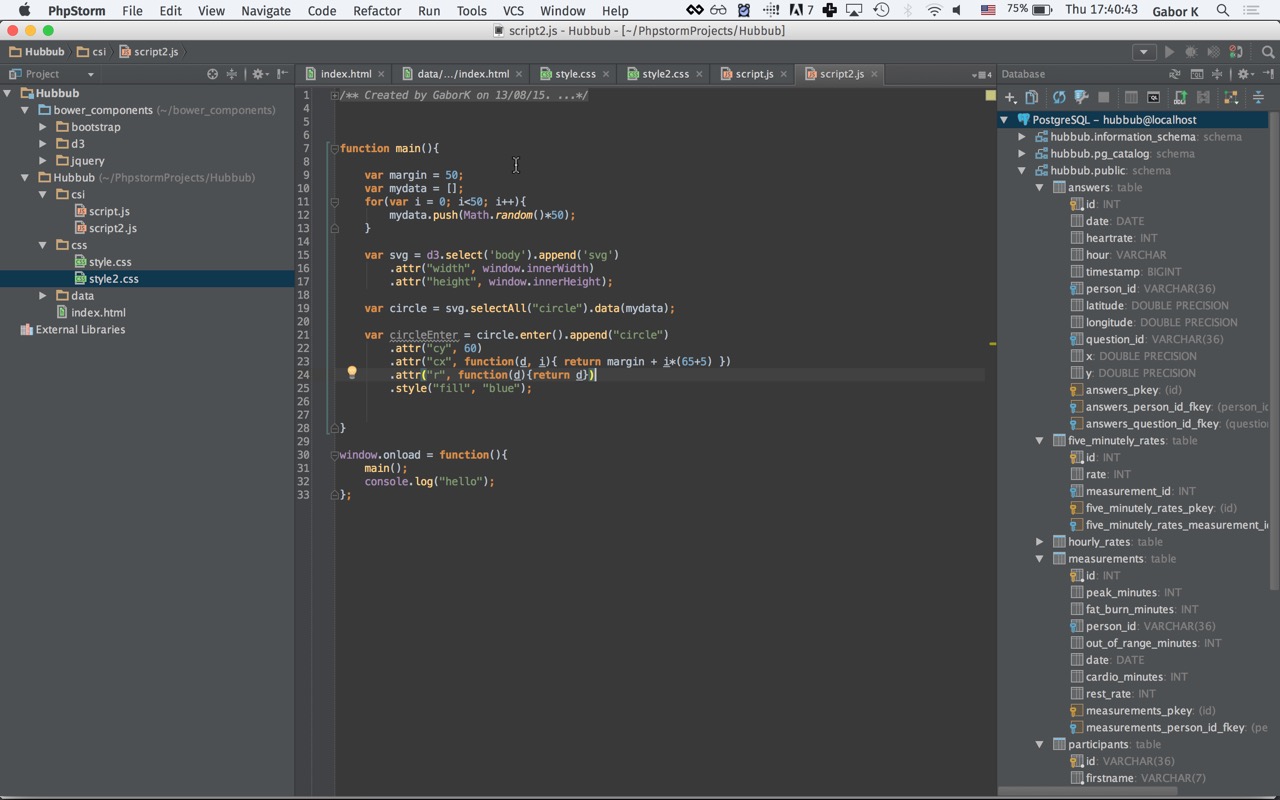 PhpStorm File Edit View Navigate Code Refactor Run Tools VCS Window Help 7 75% Thu 17:40:43 Gabor K
script2.js - Hubbub - [~/PhpstormProjects/Hubbub]
Hubbub csi script2.js
Project
index.html data/.../index.html style.css style2.css script.js script2.js 4
Database
Hubbub
bower_components (~/bower_components)
bootstrap
d3
jquery
Hubbub (~/PhpstormProjects/Hubbub)
csi
script.js
script2.js
css
style.css
style2.css
data
index.html
External Libraries
1 /** Created by GaborK on 13/08/15. ...*/
4
5
6
7 function main(){
8
9 var margin = 50;
10 var mydata = [];
11 for(var i = 0; i<50; i++){
12 mydata.push(Math.random()*50);
13 }
14
15 var svg = d3.select('body').append('svg')
16 .attr("width", window.innerWidth)
17 .attr("height", window.innerHeight);
18
19 var circle = svg.selectAll("circle").data(mydata);
20
21 var circleEnter = circle.enter().append("circle")
22 .attr("cy", 60)
23 .attr("cx", function(d, i){ return margin + i*(65+5) })
24 .attr("r", function(d){return d})
25 .style("fill", "blue");
26
27
28 }
29
30 window.onload = function(){
31 main();
32 console.log("hello");
33 };
PostgreSQL – hubbub@localhost
hubbub.information_schema schema
hubbub.pg_catalog schema
hubbub.public: schema
answers: table
id: INT
date: DATE
heartrate: INT
hour: VARCHAR
timestamp: BIGINT
person_id: VARCHAR(36)
latitude: DOUBLE PRECISION
longitude: DOUBLE PRECISION
question_id: VARCHAR(36)
x: DOUBLE PRECISION
y: DOUBLE PRECISION
answers_pkey: (id)
answers_person_id_fkey: (person_i
answers_question_id_fkey: (questio
five_minutely_rates: table
id: INT
rate: INT
measurement_id: INT
five_minutely_rates_pkey: (id)
five_minutely_rates_measurement_i
hourly_rates: table
measurements: table
id: INT
peak_minutes: INT
fat_burn_minutes: INT
person_id: VARCHAR(36)
out_of_range_minutes: INT
date: DATE
cardio_minutes: INT
rest_rate: INT
measurements_pkey: (id)
measurements_person_id_fkey: (pe
participants: table
id: VARCHAR(36)
firstname: VARCHAR(7)